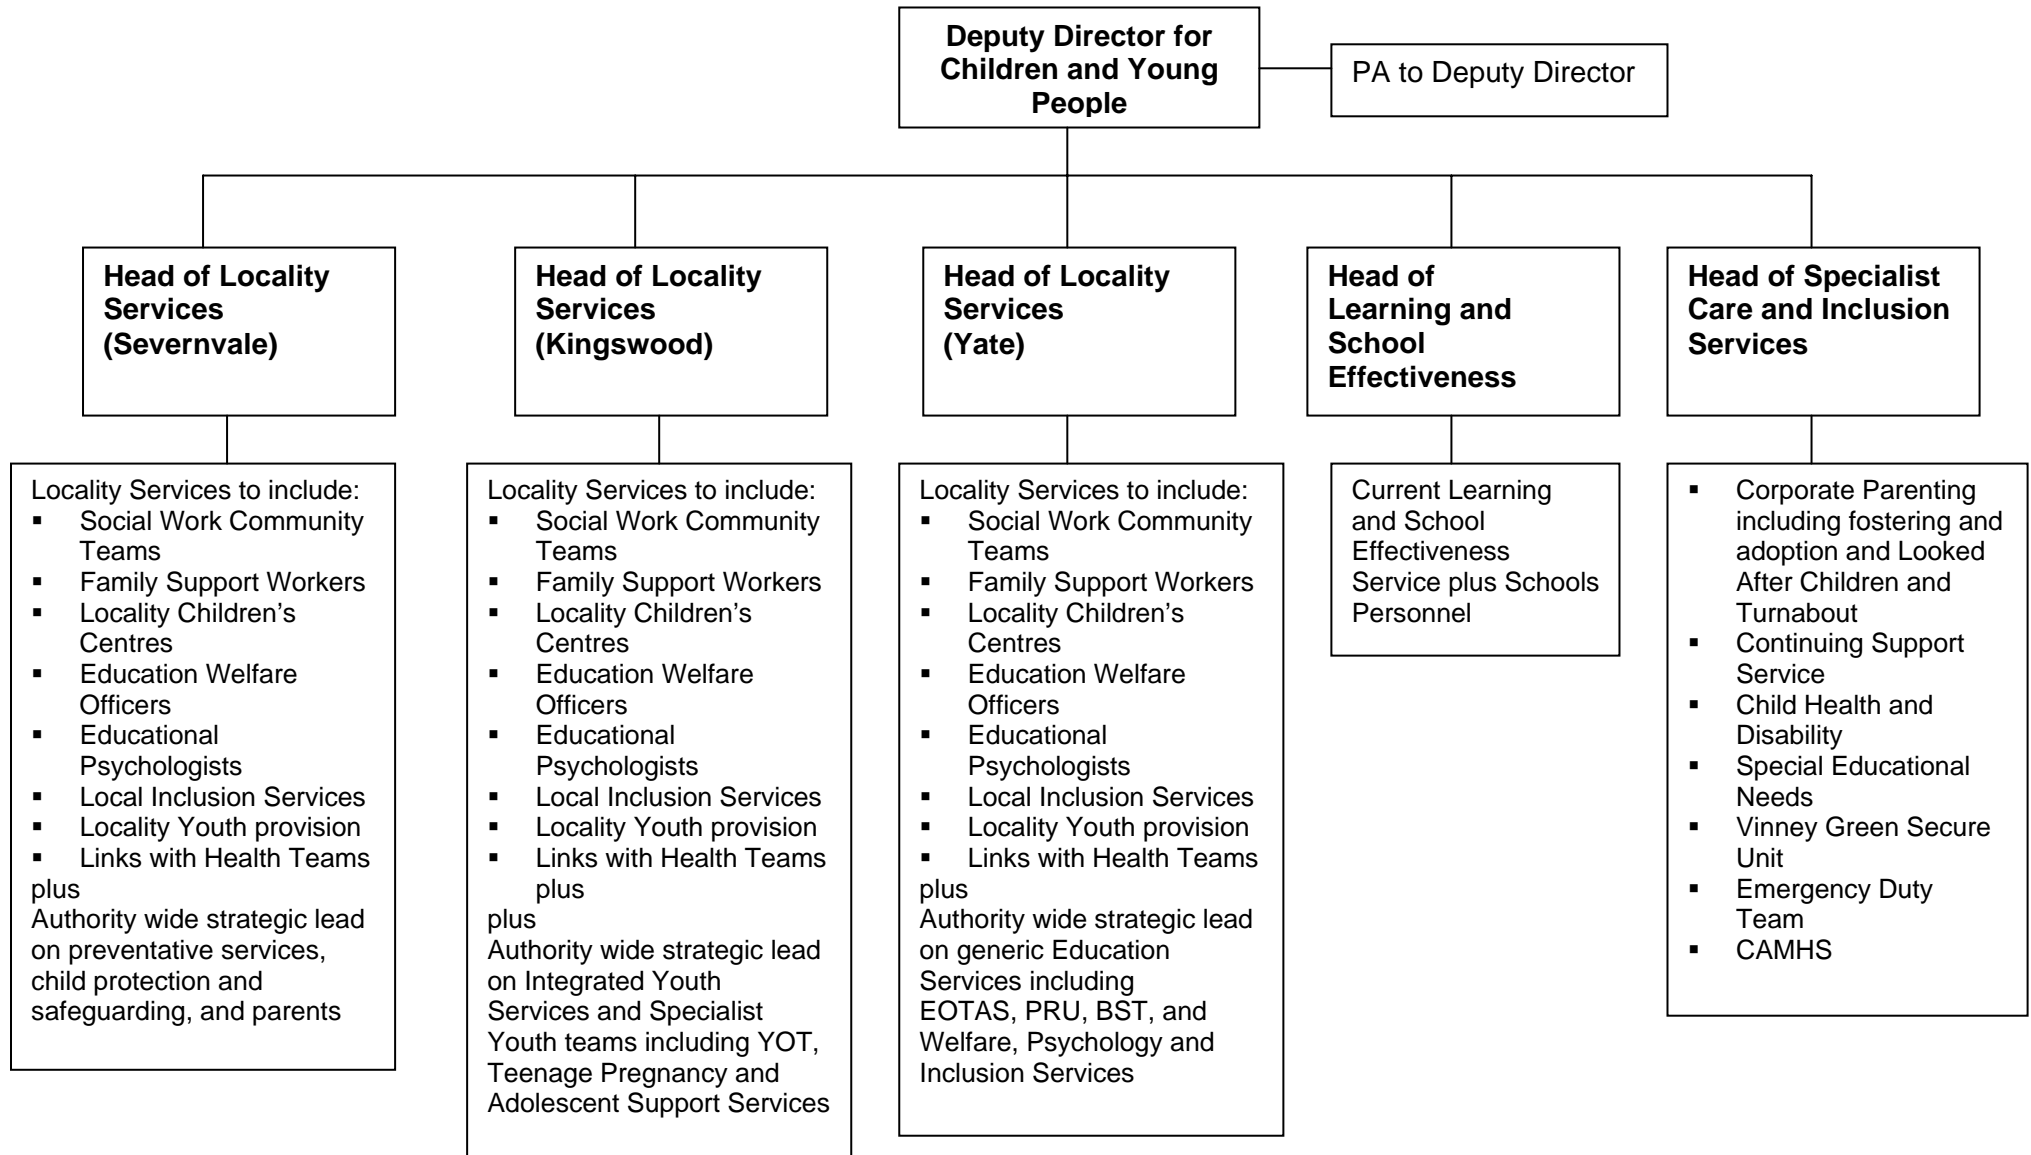 Deputy Director for
Children and Young
People
PA to Deputy Director
Head of Locality
Services
(Severnvale)
Head of Locality
Services
(Kingswood)
Head of Locality
Services
(Yate)
Head of
Learning and
School
Effectiveness
Head of Specialist
Care and Inclusion
Services
Locality Services to include:
▪ Social Work Community
Teams
▪ Family Support Workers
▪ Locality Children’s
Centres
▪ Education Welfare
Officers
▪ Educational
Psychologists
▪ Local Inclusion Services
▪ Locality Youth provision
▪ Links with Health Teams
plus
Authority wide strategic lead
on preventative services,
child protection and
safeguarding, and parents
Locality Services to include:
▪ Social Work Community
Teams
▪ Family Support Workers
▪ Locality Children’s
Centres
▪ Education Welfare
Officers
▪ Educational
Psychologists
▪ Local Inclusion Services
▪ Locality Youth provision
▪ Links with Health Teams
plus
plus
Authority wide strategic lead
on Integrated Youth
Services and Specialist
Youth teams including YOT,
Teenage Pregnancy and
Adolescent Support Services
Locality Services to include:
▪ Social Work Community
Teams
▪ Family Support Workers
▪ Locality Children’s
Centres
▪ Education Welfare
Officers
▪ Educational
Psychologists
▪ Local Inclusion Services
▪ Locality Youth provision
▪ Links with Health Teams
plus
Authority wide strategic lead
on generic Education
Services including
EOTAS, PRU, BST, and
Welfare, Psychology and
Inclusion Services
Current Learning
and School
Effectiveness
Service plus Schools
Personnel
▪ Corporate Parenting
including fostering and
adoption and Looked
After Children and
Turnabout
▪ Continuing Support
Service
▪ Child Health and
Disability
▪ Special Educational
Needs
▪ Vinney Green Secure
Unit
▪ Emergency Duty
Team
▪ CAMHS